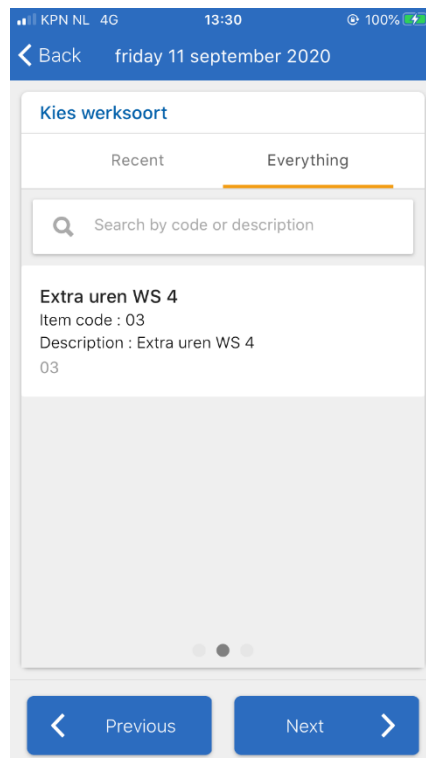 KPN NL 4G 13:30 100%
Back friday 11 september 2020
Kies werksoort
Recent Everything
Search by code or description
Extra uren WS 4
Item code : 03
Description : Extra uren WS 4
03
Previous Next